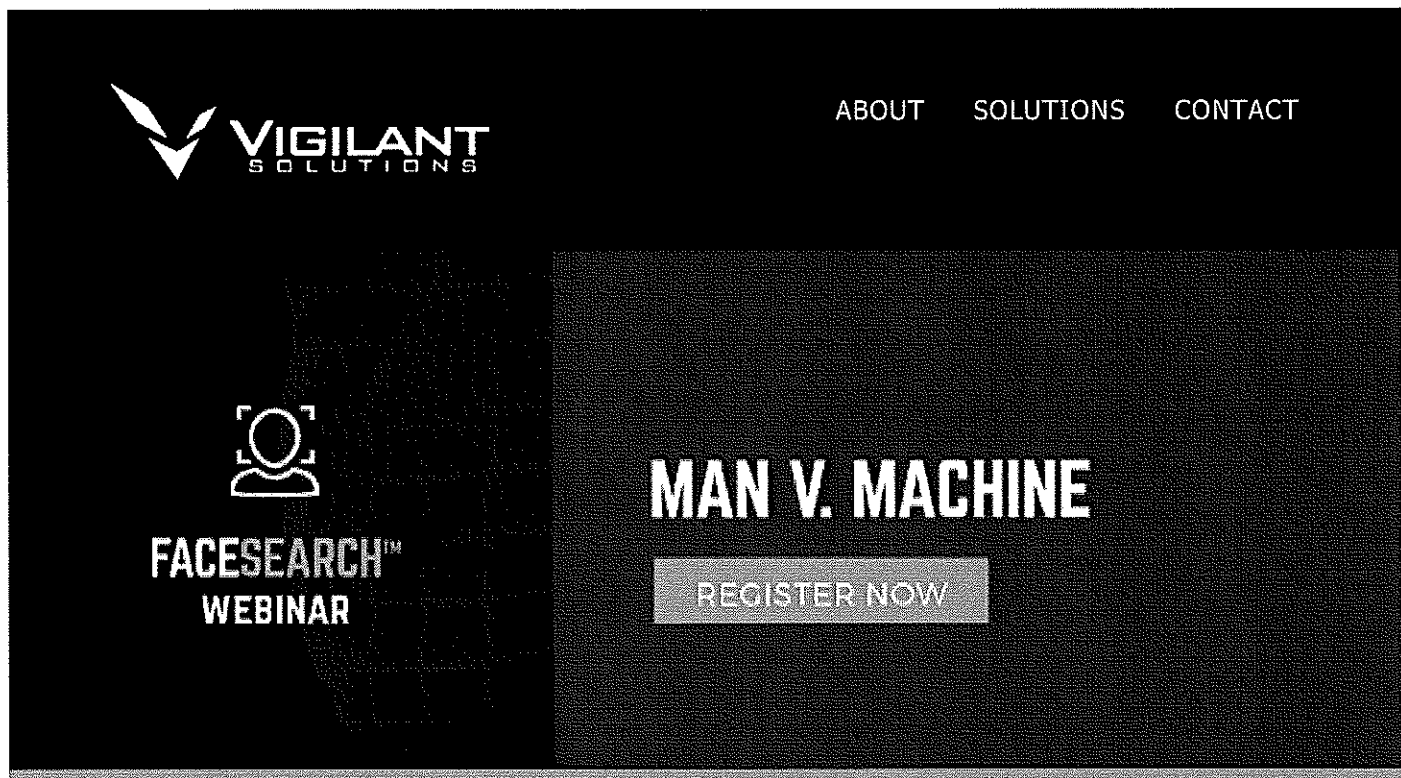 VIGILANT
SOLUTIONS
ABOUT SOLUTIONS CONTACT
FACESEARCH™
WEBINAR
MAN V. MACHINE
REGISTER NOW